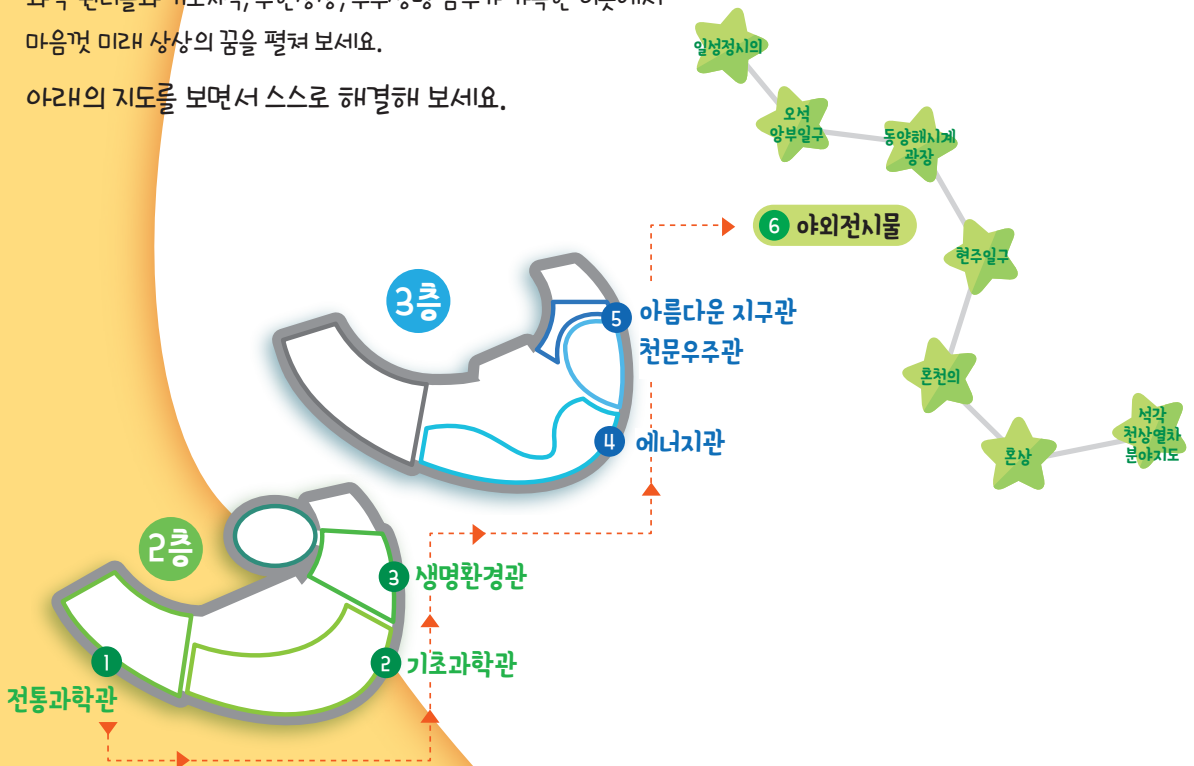 마음껏 미래 상상의 꿈을 펼쳐 보세요.
아래의 지도를 보면서 스스로 해결해 보세요.
일성정시의
오석
앙부일구
동양해시계
광장
현주일구
혼천의
혼상
석각
천상열차
분야지도
6 야외전시물
3층
5 아름다운 지구관
천문우주관
4 에너지관
2층
3 생명환경관
2 기초과학관
1
전통과학관